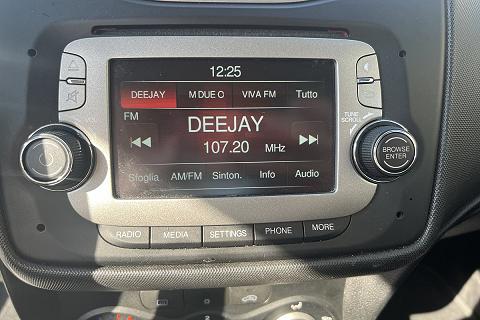 12:25
DEEJAY M DUE O VIVA FM Tutto
FM
DEEJAY
107.20 MHz
Sfoglia AM/FM Sinton. Info Audio
VOL
TUNE
SCROLL
BROWSE
ENTER
RADIO MEDIA SETTINGS PHONE MORE